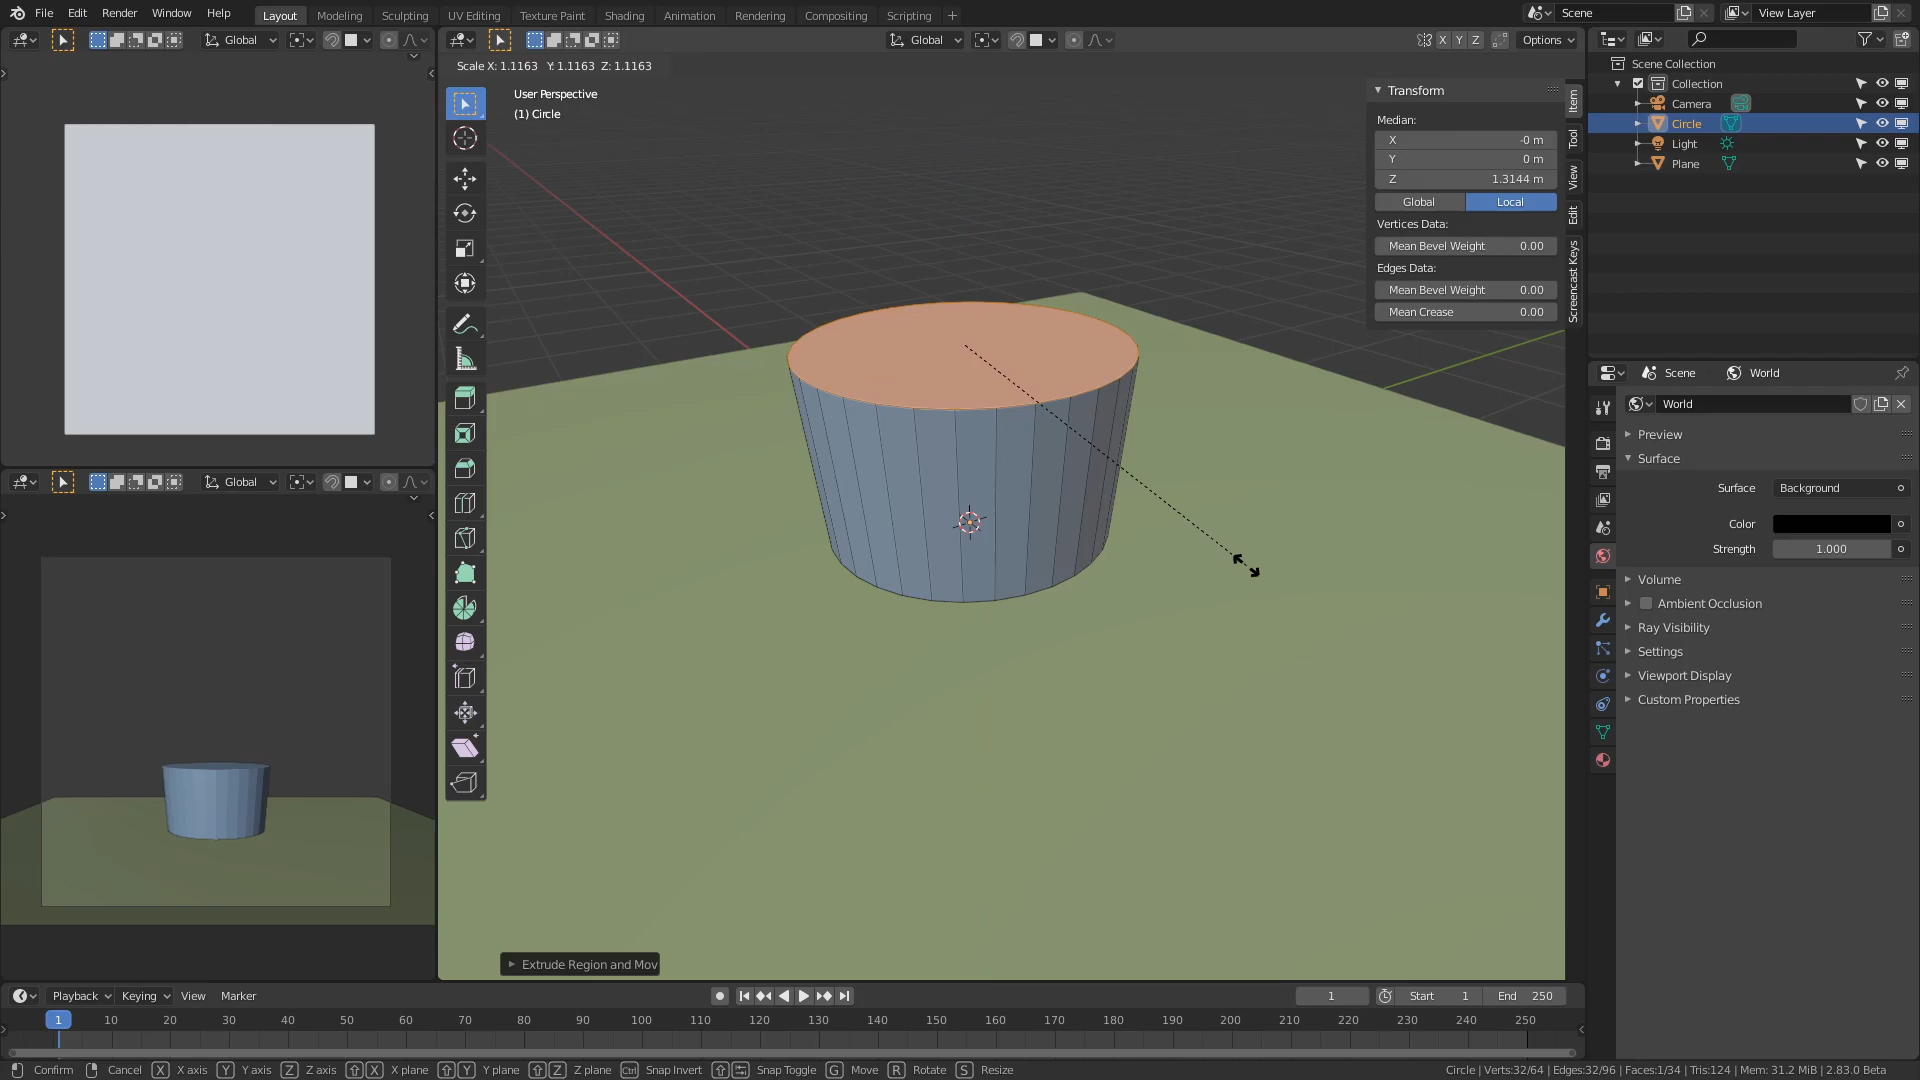 File Edit Render Window Help
Layout Modeling Sculpting UV Editing Texture Paint Shading Animation Rendering Compositing Scripting +
Scene View Layer
Global
Global
Options
Scale X: 1.1163 Y: 1.1163 Z: 1.1163
User Perspective
(1) Circle
X Y Z
Transform
Median:
X -0 m
Y 0 m
Z 1.3144 m
Global Local
Vertices Data:
Mean Bevel Weight 0.00
Edges Data:
Mean Bevel Weight 0.00
Mean Crease 0.00
Item
Tool
View
Edit
Screencast Keys
Scene Collection
Collection
Camera
Circle
Light
Plane
Scene World
World
Preview
Surface
Surface Background
Color
Strength 1.000
Volume
Ambient Occlusion
Ray Visibility
Settings
Viewport Display
Custom Properties
Global
Extrude Region and Mov
Playback Keying View Marker
1 Start 1 End 250
1 10 20 30 40 50 60 70 80 90 100 110 120 130 140 150 160 170 180 190 200 210 220 230 240 250
Confirm Cancel X X axis Y Y axis Z Z axis X X plane Y Y plane Z Z plane Ctrl Snap Invert Snap Toggle G Move R Rotate S Resize
Circle | Verts:32/64 | Edges:32/96 | Faces:1/34 | Tris:124 | Mem: 31.2 MiB | 2.83.0 Beta